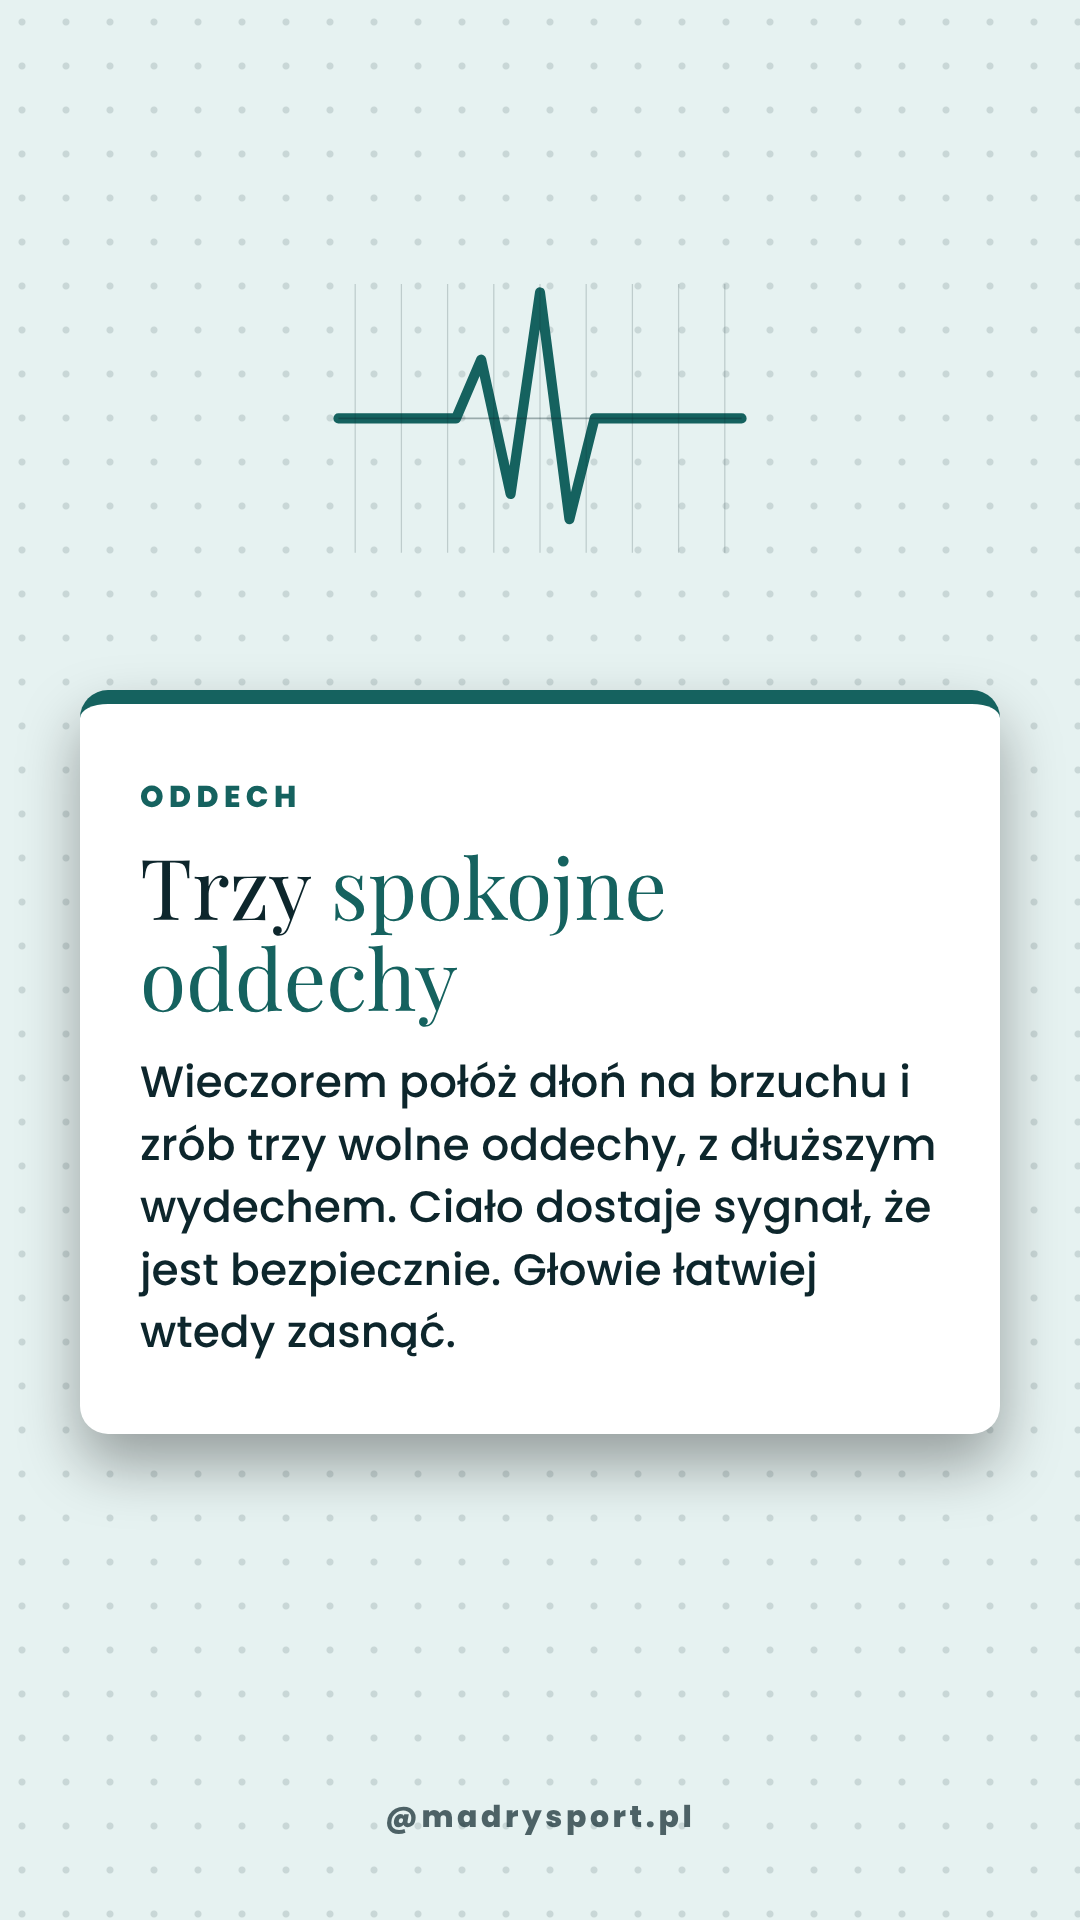 ODDECH
Trzy spokojne
oddechy
Wieczorem połóż dłoń na brzuchu i
zrób trzy wolne oddechy, z dłuższym
wydechem. Ciało dostaje sygnał, że
jest bezpiecznie. Głowie łatwiej
wtedy zasnąć.
@madrysport.pl